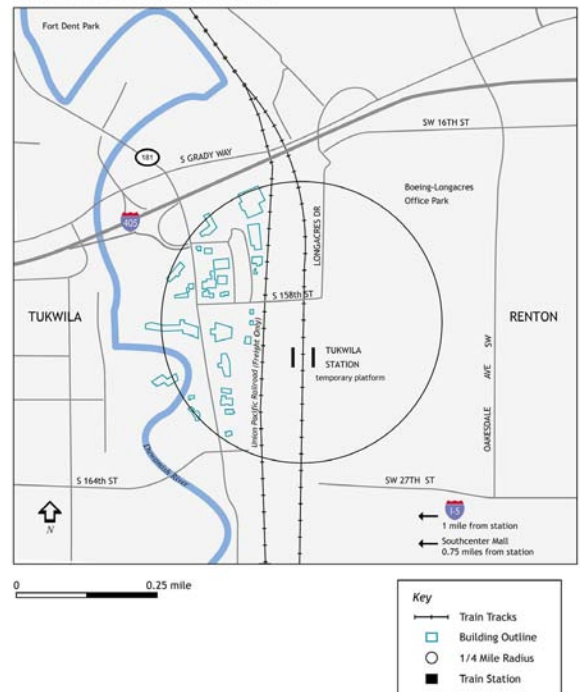 Fort Dent Park
SW 16TH ST
181
S GRADY WAY
Boeing-Longacres
Office Park
405
LONGACRES DR
S 158th ST
TUKWILA
RENTON
Union Pacific Railroad (Freight Only)
TUKWILA
STATION
temporary platform
OAKESDALE AVE SW
Duwamish River
S 164th ST
SW 27TH ST
N
I-5
1 mile from station
Southcenter Mall
0.75 miles from station
0 0.25 mile
Key
Train Tracks
Building Outline
1/4 Mile Radius
Train Station